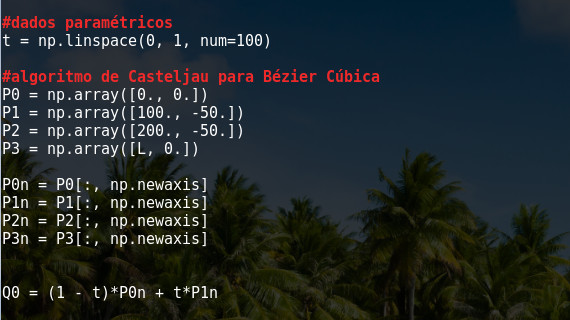 #dados paramétricos
t = np.linspace(0, 1, num=100)
#algoritmo de Casteljau para Bézier Cúbica
P0 = np.array([0., 0.])
P1 = np.array([100., -50.])
P2 = np.array([200., -50.])
P3 = np.array([L, 0.])
P0n = P0[:, np.newaxis]
P1n = P1[:, np.newaxis]
P2n = P2[:, np.newaxis]
P3n = P3[:, np.newaxis]
Q0 = (1 - t)*P0n + t*P1n